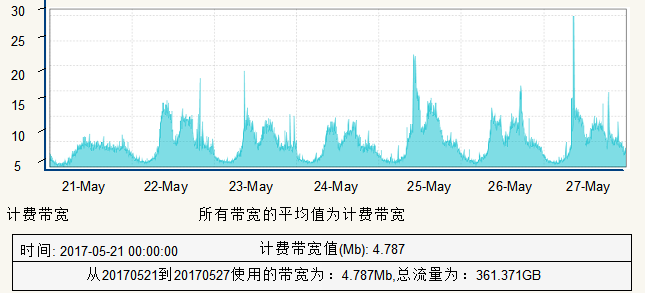 30
25
20
15
10
5
21-May 22-May 23-May 24-May 25-May 26-May 27-May
计费带宽 所有带宽的平均值为计费带宽
时间: 2017-05-21 00:00:00 计费带宽值(Mb): 4.787
从20170521到20170527使用的带宽为：4.787Mb,总流量为：361.371GB